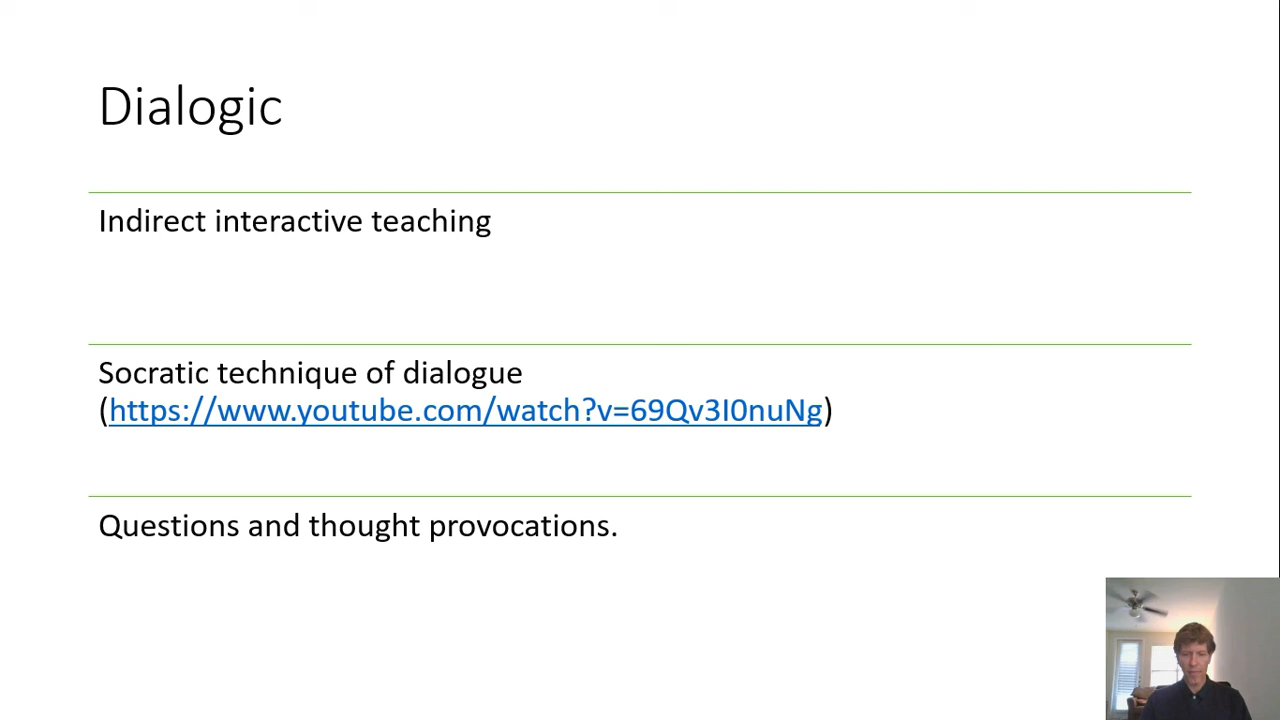 Dialogic
Indirect interactive teaching
Socratic technique of dialogue
(https://www.youtube.com/watch?v=69Qv3I0nuNg)
Questions and thought provocations.